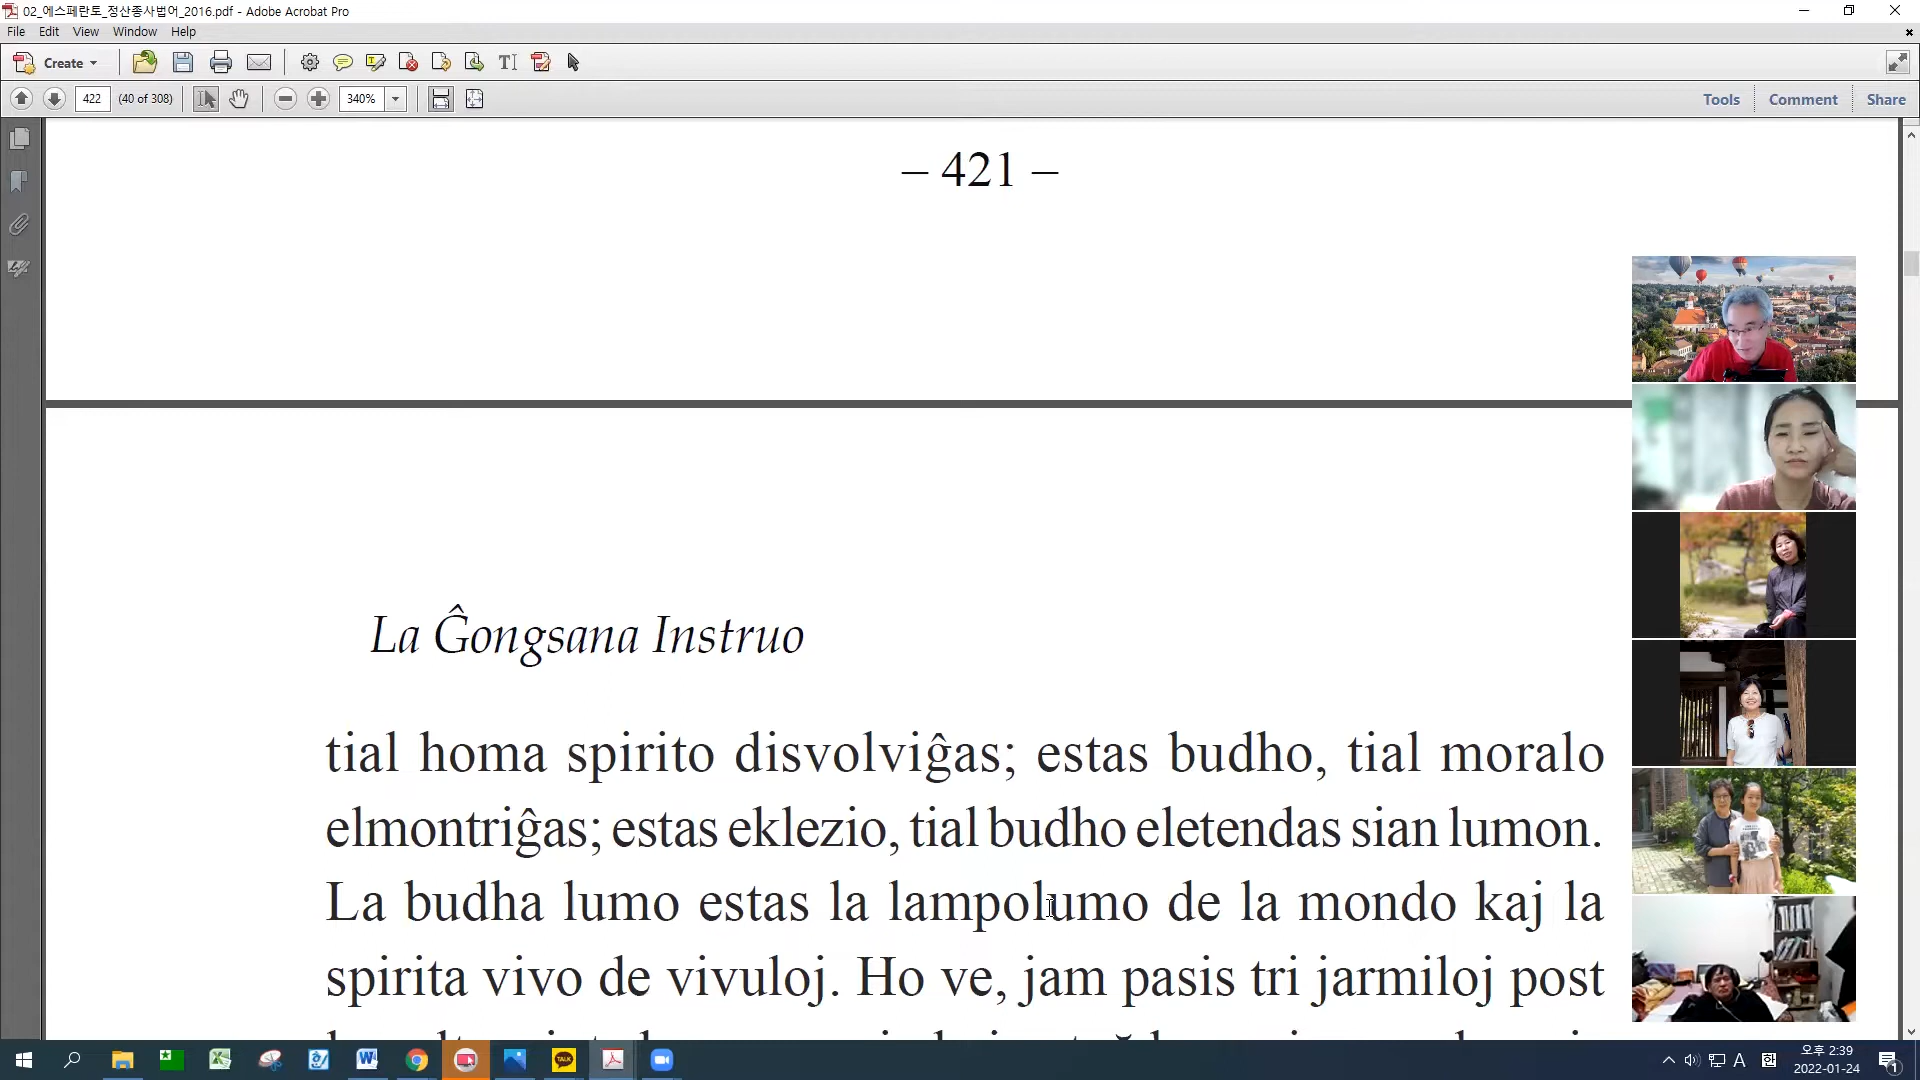 02_에스페란토_정산종사법어_2016.pdf - Adobe Acrobat Pro
File Edit View Window Help
Create
422 (40 of 308) 340% Tools Comment Share
– 421 –
La Ĝongsana Instruo
tial homa spirito disvolviĝas; estas budho, tial moralo
elmontriĝas; estas eklezio, tial budho eletendas sian lumon.
La budha lumo estas la lampolumo de la mondo kaj la
spirita vivo de vivuloj. Ho ve, jam pasis tri jarmiloj post
TALK
A 한 오후 2:39
2022-01-24
1